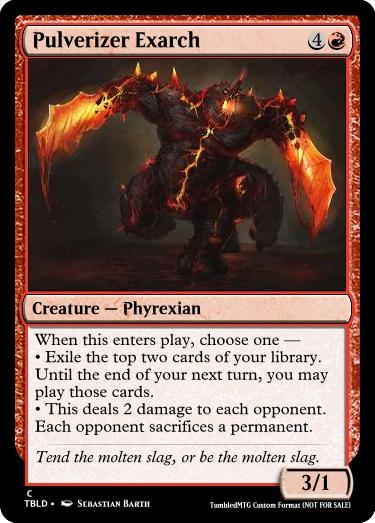 Pulverizer Exarch 4
Creature — Phyrexian
When this enters play, choose one —
• Exile the top two cards of your library.
Until the end of your next turn, you may
play those cards.
• This deals 2 damage to each opponent.
Each opponent sacrifices a permanent.
Tend the molten slag, or be the molten slag.
3/1
C
TBLD • Sebastian Barth
TumbledMTG Custom Format (NOT FOR SALE)